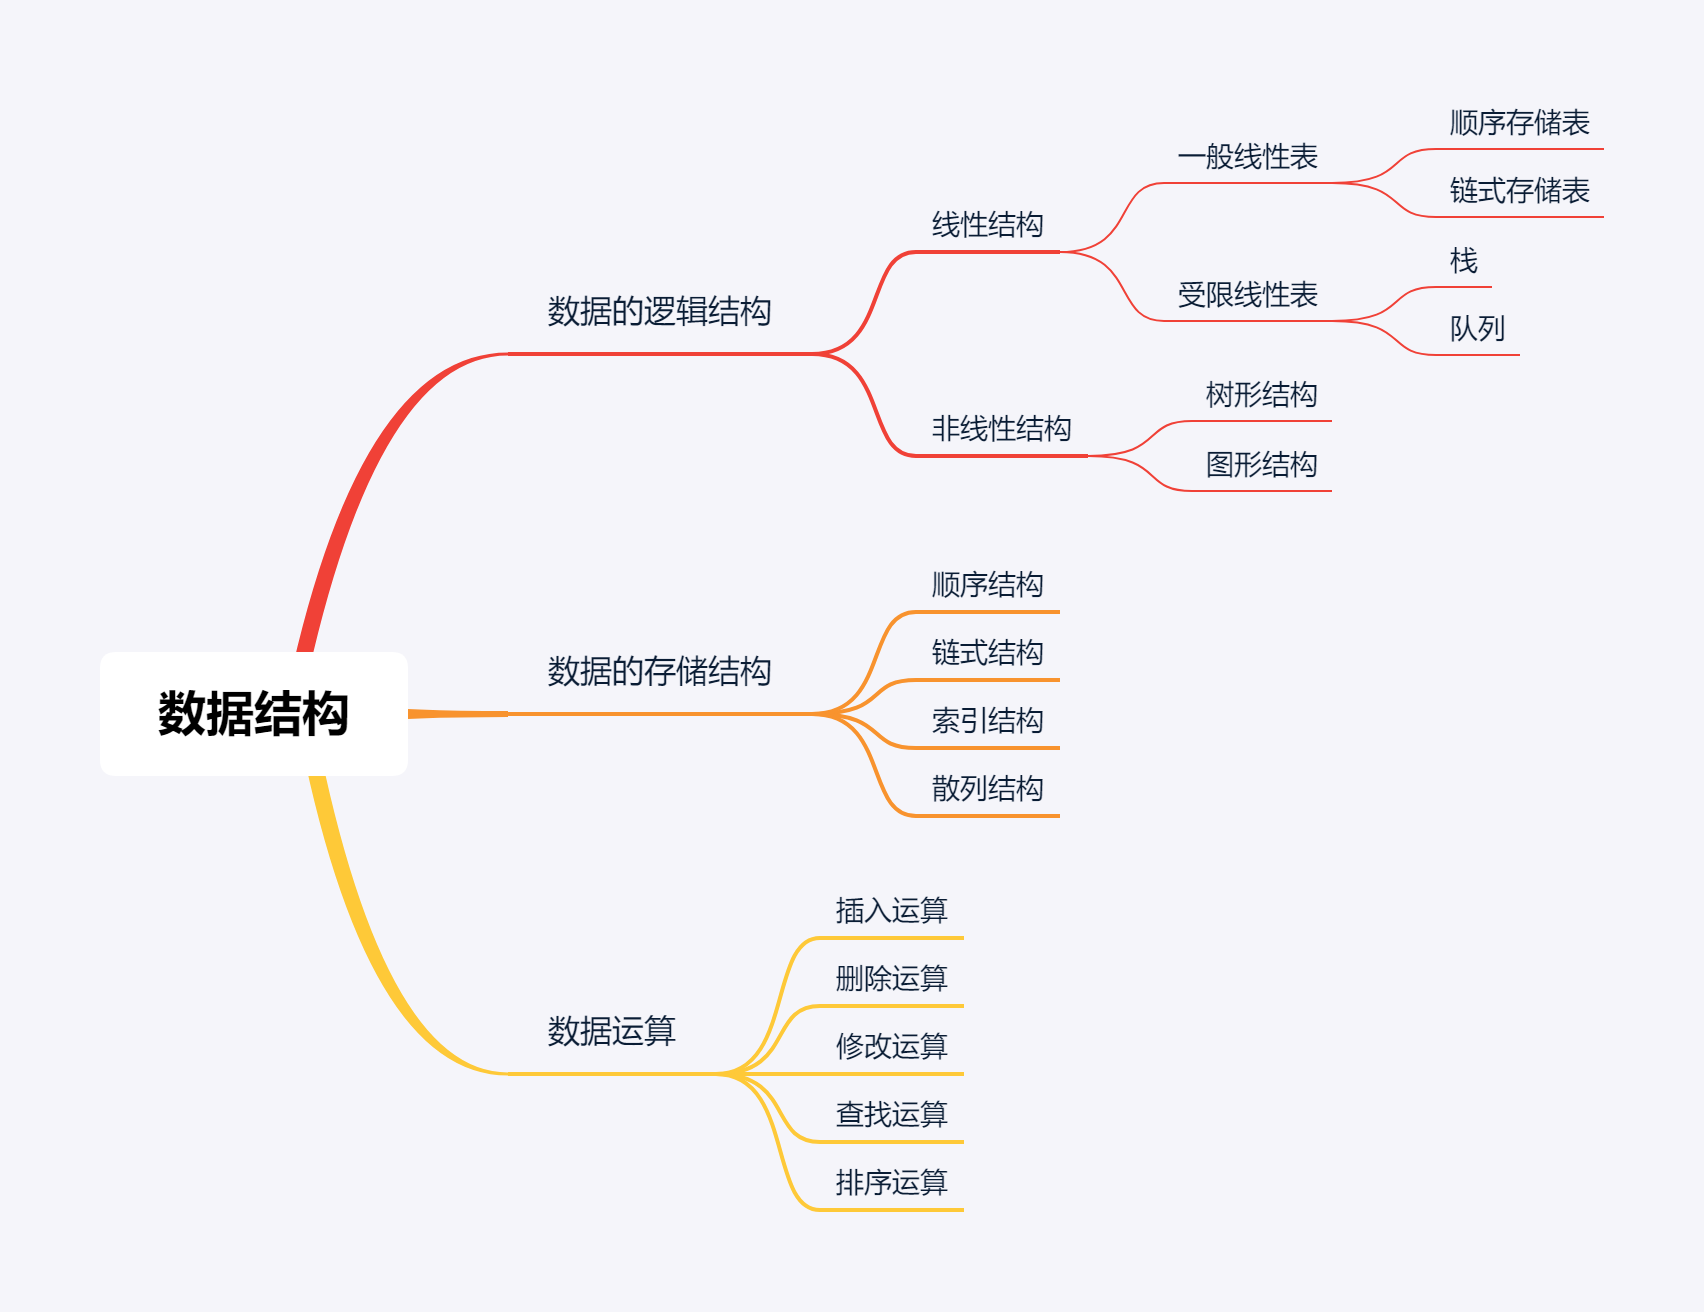 数据结构
数据的逻辑结构
线性结构
一般线性表
顺序存储表
链式存储表
受限线性表
栈
队列
非线性结构
树形结构
图形结构
数据的存储结构
顺序结构
链式结构
索引结构
散列结构
数据运算
插入运算
删除运算
修改运算
查找运算
排序运算